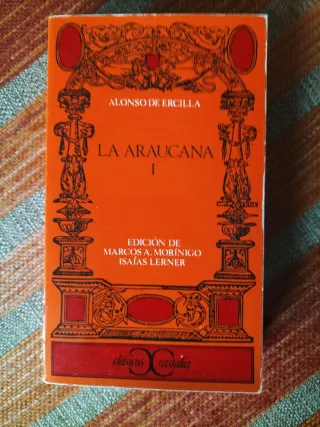 ALONSO DE ERCILLA
LA ARAUCANA
I
EDICIÓN DE
MARCOS A. MORÍNIGO
ISAÍAS LERNER
clásicos castalia